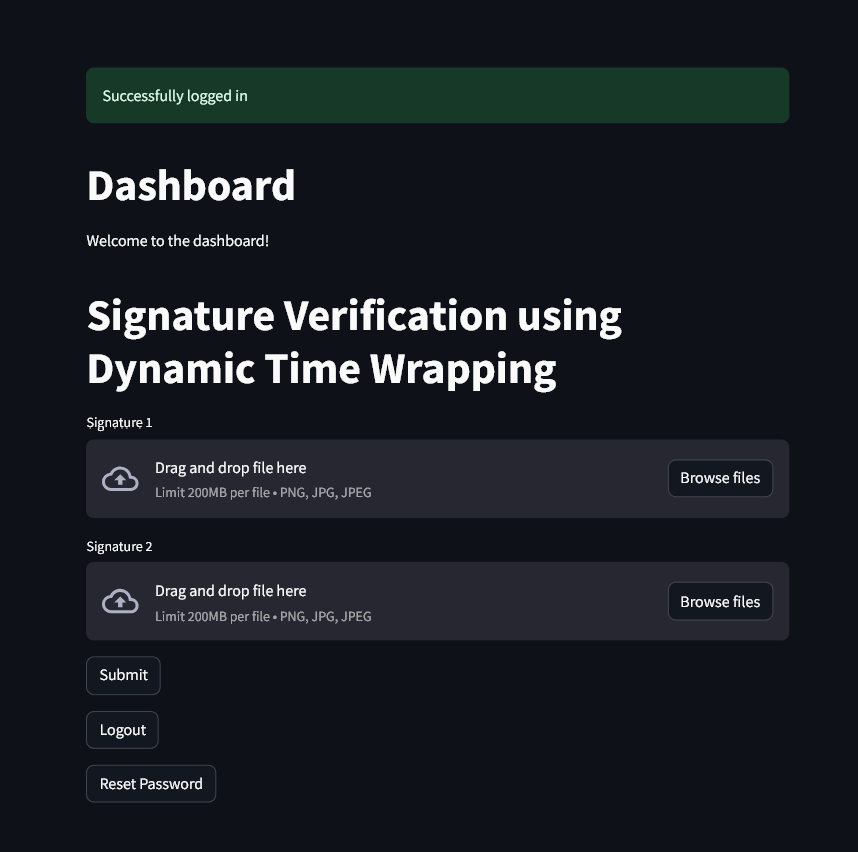 Successfully logged in
Dashboard
Welcome to the dashboard!
Signature Verification using
Dynamic Time Wrapping
Signature 1
Drag and drop file here
Limit 200MB per file • PNG, JPG, JPEG
Browse files
Signature 2
Drag and drop file here
Limit 200MB per file • PNG, JPG, JPEG
Browse files
Submit
Logout
Reset Password